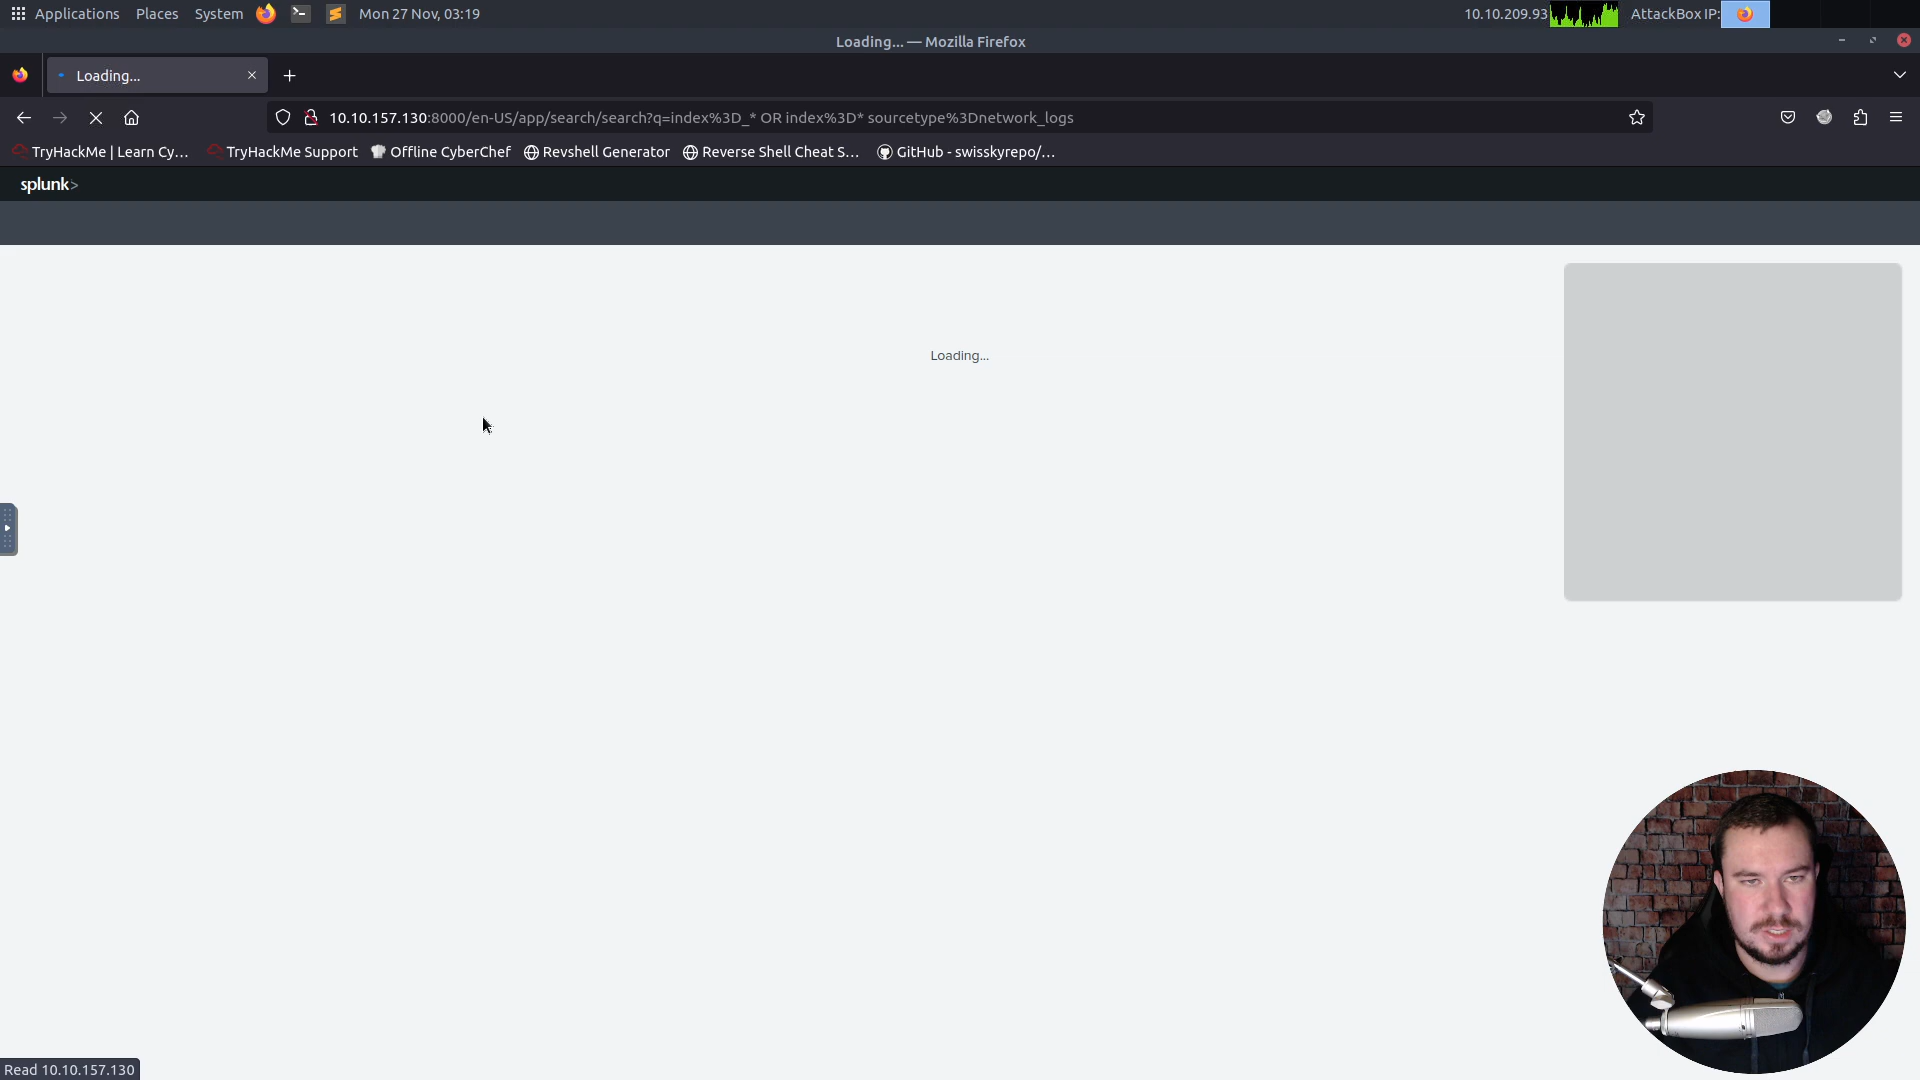 Applications Places System Mon 27 Nov, 03:19 10.10.209.93 AttackBox IP:
Loading... — Mozilla Firefox
Loading...
10.10.157.130:8000/en-US/app/search/search?q=index%3D_* OR index%3D* sourcetype%3Dnetwork_logs
TryHackMe | Learn Cy... TryHackMe Support Offline CyberChef Revshell Generator Reverse Shell Cheat S... GitHub - swisskyrepo/...
splunk>
Loading...
Read 10.10.157.130